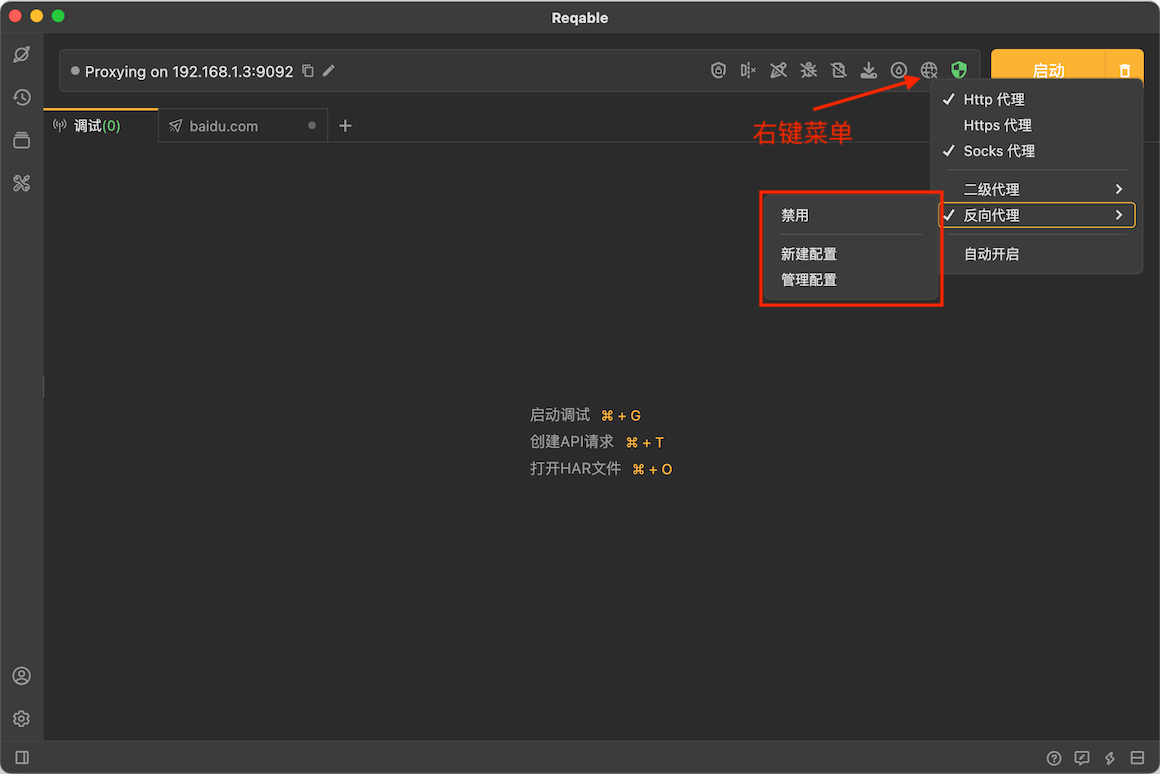 Reqable
Proxying on 192.168.1.3:9092
启动
调试(0)
baidu.com
右键菜单
Http 代理
Https 代理
Socks 代理
二级代理
反向代理
自动开启
禁用
新建配置
管理配置
启动调试 ⌘ + G
创建API请求 ⌘ + T
打开HAR文件 ⌘ + O